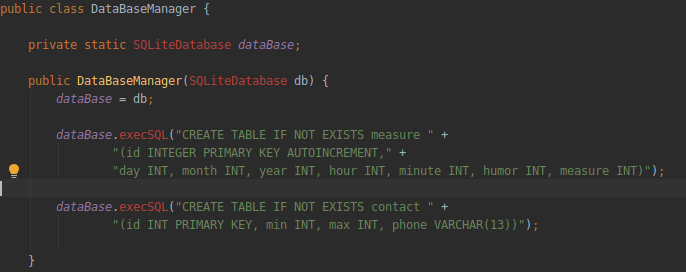 public class DataBaseManager {
private static SQLiteDatabase dataBase;
public DataBaseManager(SQLiteDatabase db) {
dataBase = db;
dataBase.execSQL("CREATE TABLE IF NOT EXISTS measure " +
"(id INTEGER PRIMARY KEY AUTOINCREMENT," +
"day INT, month INT, year INT, hour INT, minute INT, humor INT, measure INT)");
dataBase.execSQL("CREATE TABLE IF NOT EXISTS contact " +
"(id INT PRIMARY KEY, min INT, max INT, phone VARCHAR(13))");
}